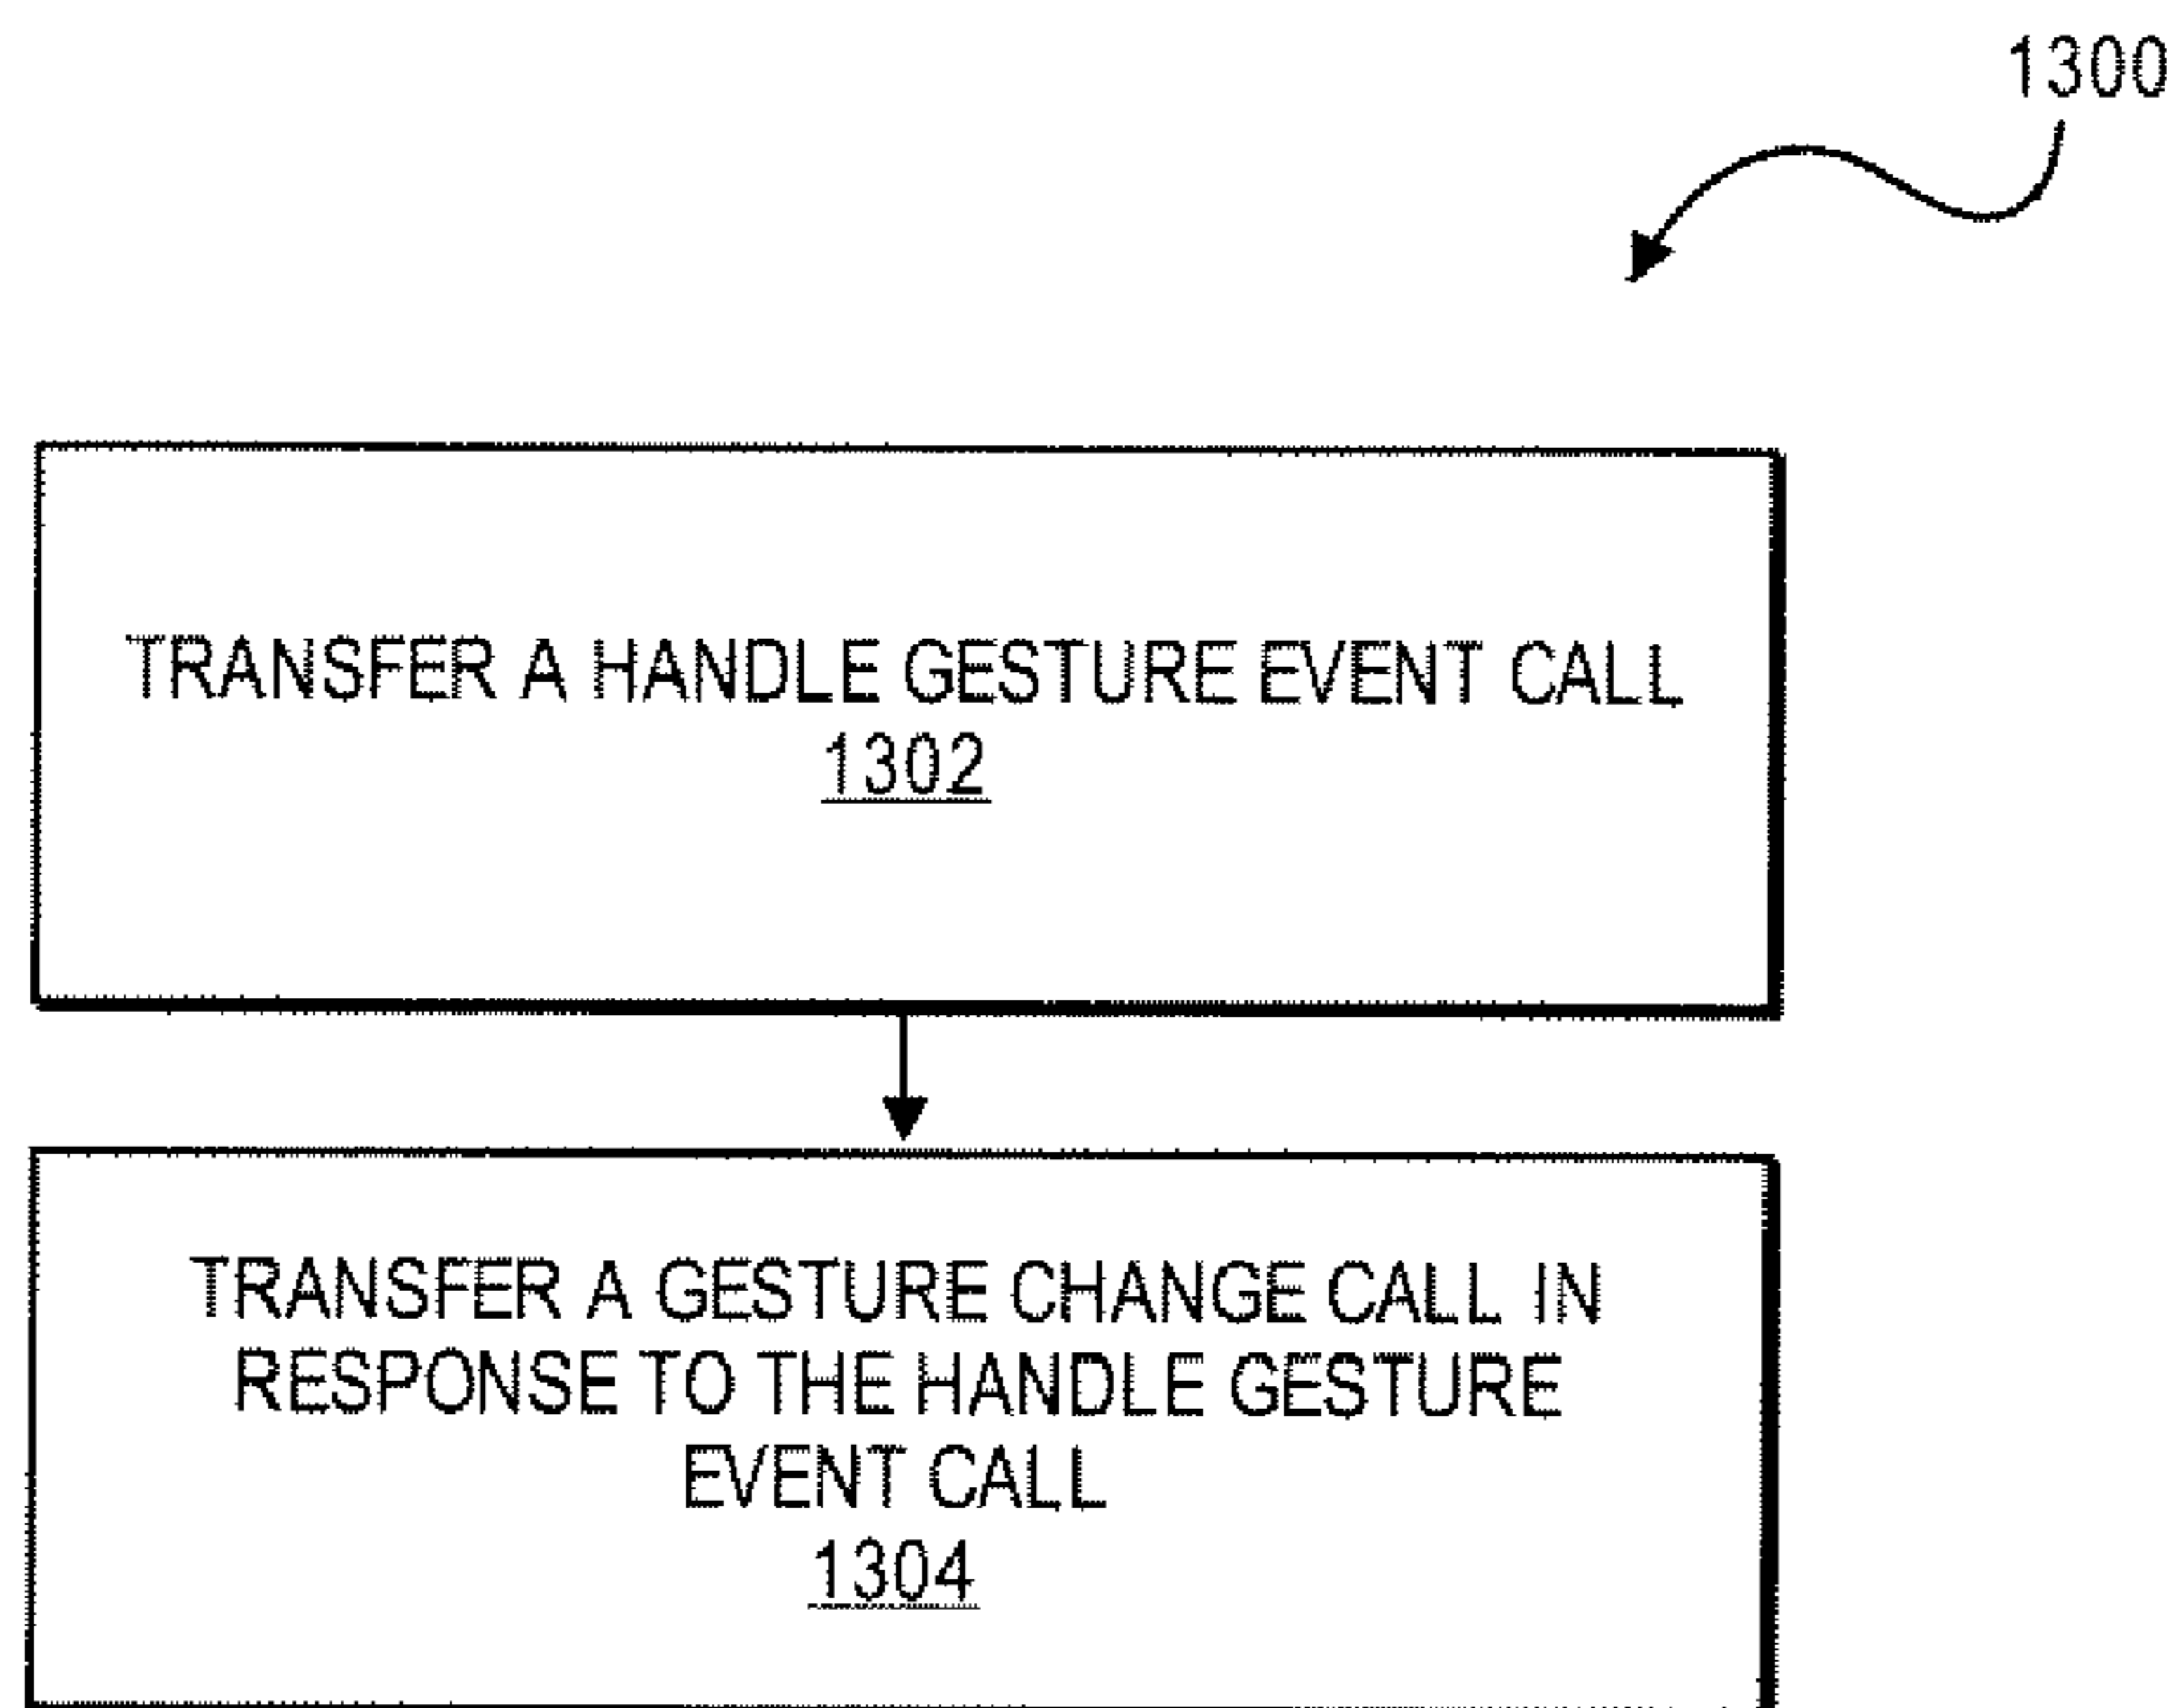 1300
TRANSFER A HANDLE GESTURE EVENT CALL
1302
TRANSFER A GESTURE CHANGE CALL IN
RESPONSE TO THE HANDLE GESTURE
EVENT CALL
1304